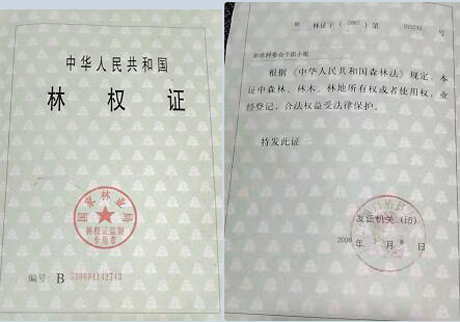 中华人民共和国
林权证
国家林业局
林权证监制
专用章
编号: B
林证字 ( 2007 ) 第 号
根据《中华人民共和国森林法》规定,本
证中森林、林木、林地所有权或者使用权,业
经登记,合法权益受法律保护。
特发此证
发证机关(印)
月 日